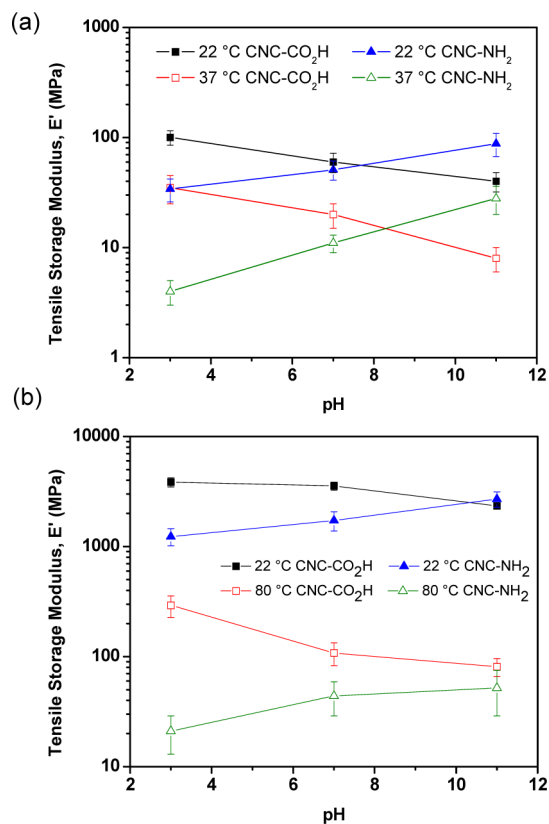 (a)
1000
22 °C CNC-CO2H
22 °C CNC-NH2
37 °C CNC-CO2H
37 °C CNC-NH2
100
10
1
Tensile Storage Modulus, E' (MPa)
2 4 6 8 10 12
pH
(b)
10000
1000
22 °C CNC-CO2H
22 °C CNC-NH2
80 °C CNC-CO2H
80 °C CNC-NH2
100
10
Tensile Storage Modulus, E' (MPa)
2 4 6 8 10 12
pH